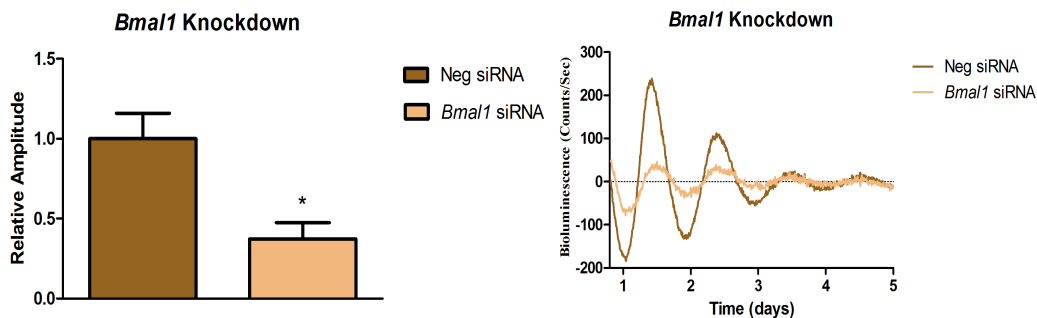 Bmal1 Knockdown
Relative Amplitude
1.5
1.0
0.5
0.0
*
Neg siRNA
Bmal1 siRNA
Bmal1 Knockdown
Bioluminescence (Counts/Sec)
300
200
100
0
-100
-200
1 2 3 4 5
Time (days)
Neg siRNA
Bmal1 siRNA